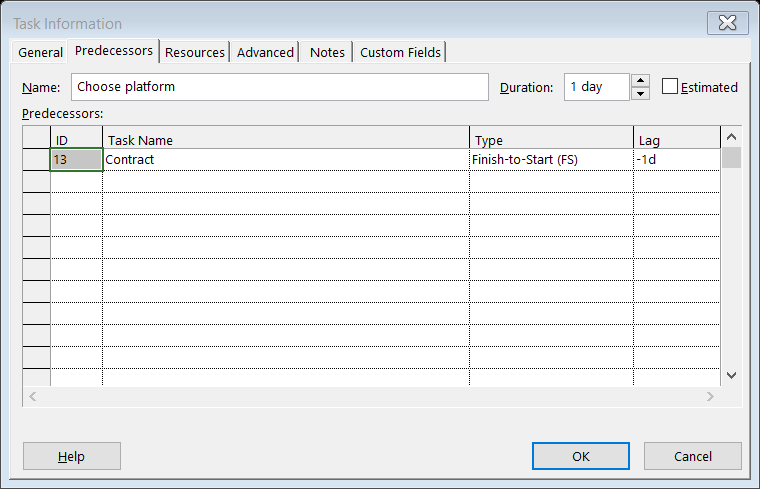 Task Information
General Predecessors Resources Advanced Notes Custom Fields
Name: Choose platform Duration: 1 day Estimated
Predecessors:
ID Task Name Type Lag
13 Contract Finish-to-Start (FS) -1d
Help OK Cancel